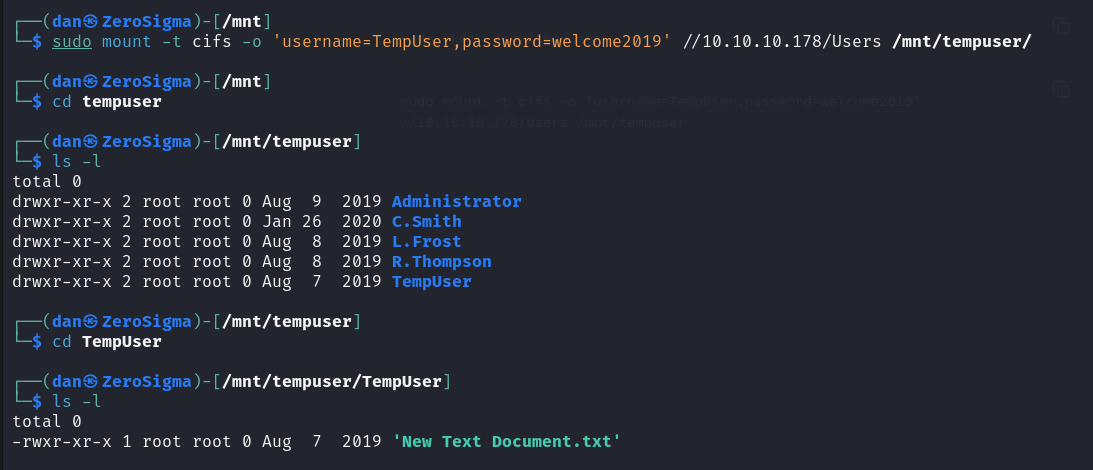 ┌──(dan㉿ZeroSigma)-[/mnt]
└─$ sudo mount -t cifs -o 'username=TempUser,password=welcome2019' //10.10.10.178/Users /mnt/tempuser/
┌──(dan㉿ZeroSigma)-[/mnt]
└─$ cd tempuser
sudo mount -t cifs -o 'username=TempUser,password=welcome2019'
//10.10.10.178/Users /mnt/tempuser
┌──(dan㉿ZeroSigma)-[/mnt/tempuser]
└─$ ls -l
total 0
drwxr-xr-x 2 root root 0 Aug  9  2019 Administrator
drwxr-xr-x 2 root root 0 Jan 26  2020 C.Smith
drwxr-xr-x 2 root root 0 Aug  8  2019 L.Frost
drwxr-xr-x 2 root root 0 Aug  8  2019 R.Thompson
drwxr-xr-x 2 root root 0 Aug  7  2019 TempUser
┌──(dan㉿ZeroSigma)-[/mnt/tempuser]
└─$ cd TempUser
┌──(dan㉿ZeroSigma)-[/mnt/tempuser/TempUser]
└─$ ls -l
total 0
-rwxr-xr-x 1 root root 0 Aug  7  2019 'New Text Document.txt'